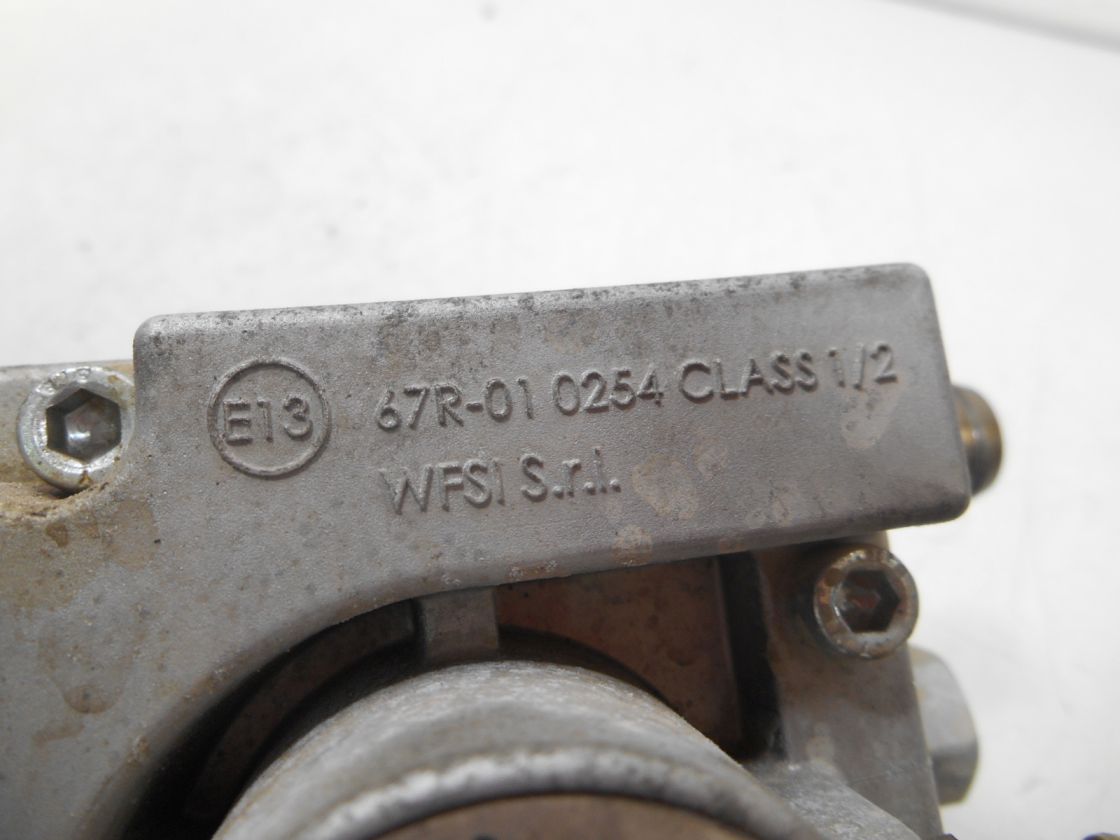 E13 67R-01 0254 CLASS 1/2
WFSI S.r.l.